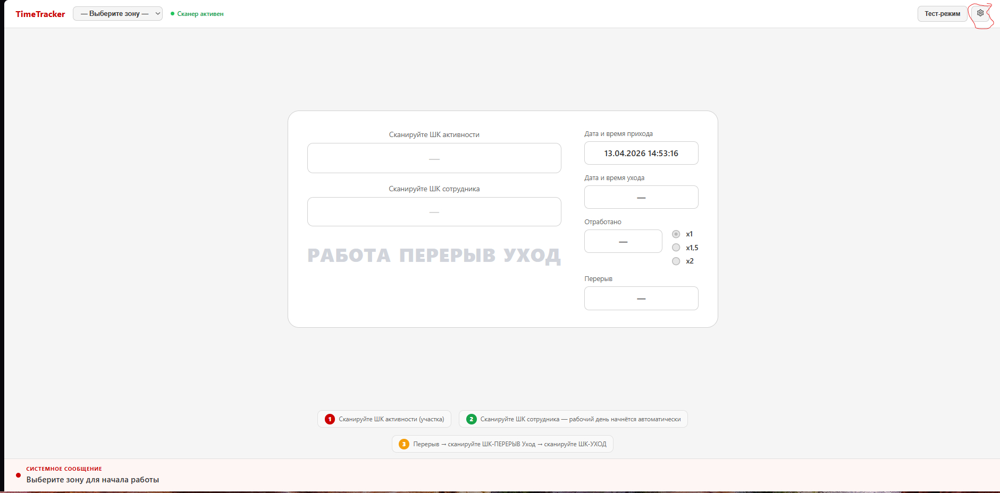 TimeTracker
— Выберите зону —
Сканер активен
Тест-режим
Сканируйте ШК активности
—
Сканируйте ШК сотрудника
—
РАБОТА ПЕРЕРЫВ УХОД
Дата и время прихода
13.04.2026 14:53:16
Дата и время ухода
—
Отработано
—
x1
x1,5
x2
Перерыв
—
1 Сканируйте ШК активности (участка)
2 Сканируйте ШК сотрудника — рабочий день начнётся автоматически
3 Перерыв → сканируйте ШК-ПЕРЕРЫВ Уход → сканируйте ШК-УХОД
СИСТЕМНОЕ СООБЩЕНИЕ
Выберите зону для начала работы